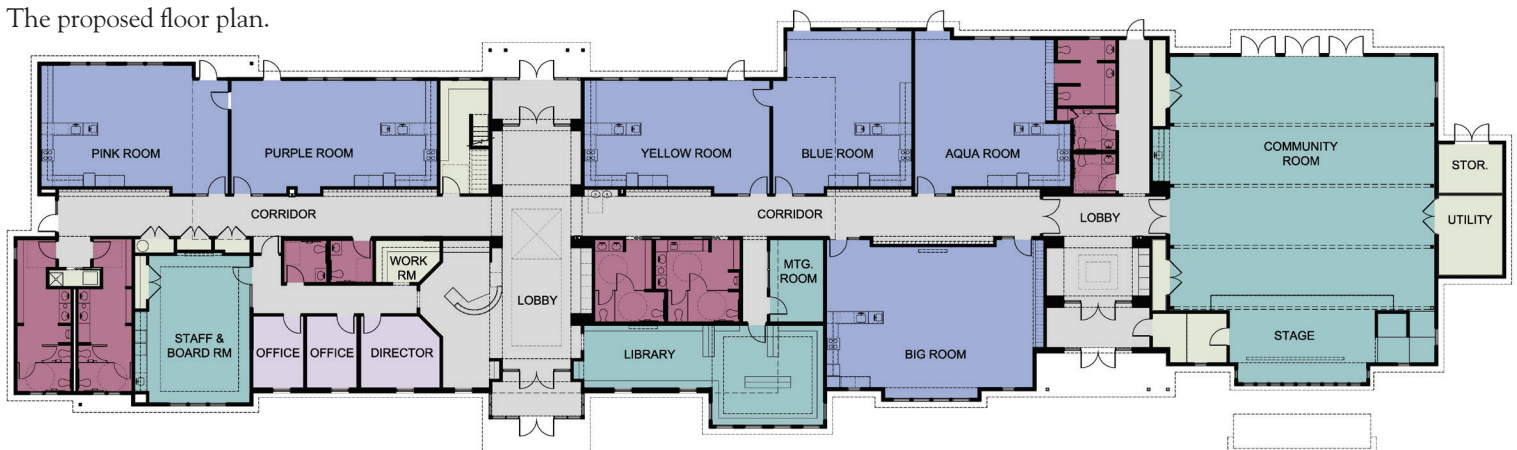 The proposed floor plan.
PINK ROOM
PURPLE ROOM
YELLOW ROOM
BLUE ROOM
AQUA ROOM
COMMUNITY
ROOM
STOR.
UTILITY
CORRIDOR
CORRIDOR
LOBBY
WORK
RM
LOBBY
MTG.
ROOM
STAFF &
BOARD RM
OFFICE
OFFICE
DIRECTOR
LIBRARY
BIG ROOM
STAGE